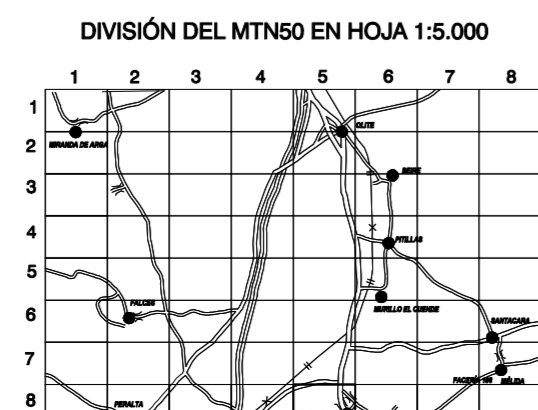 DIVISIÓN DEL MTN50 EN HOJA 1:5.000
1 2 3 4 5 6 7 8
1
OLITE
2
MIRANDA DE ARGA
BEIRE
3
4
PITILLAS
5
FALCES
MURILLO EL CUENDE
6
SANTACARA
7
MÉLIDA
PERALTA
8